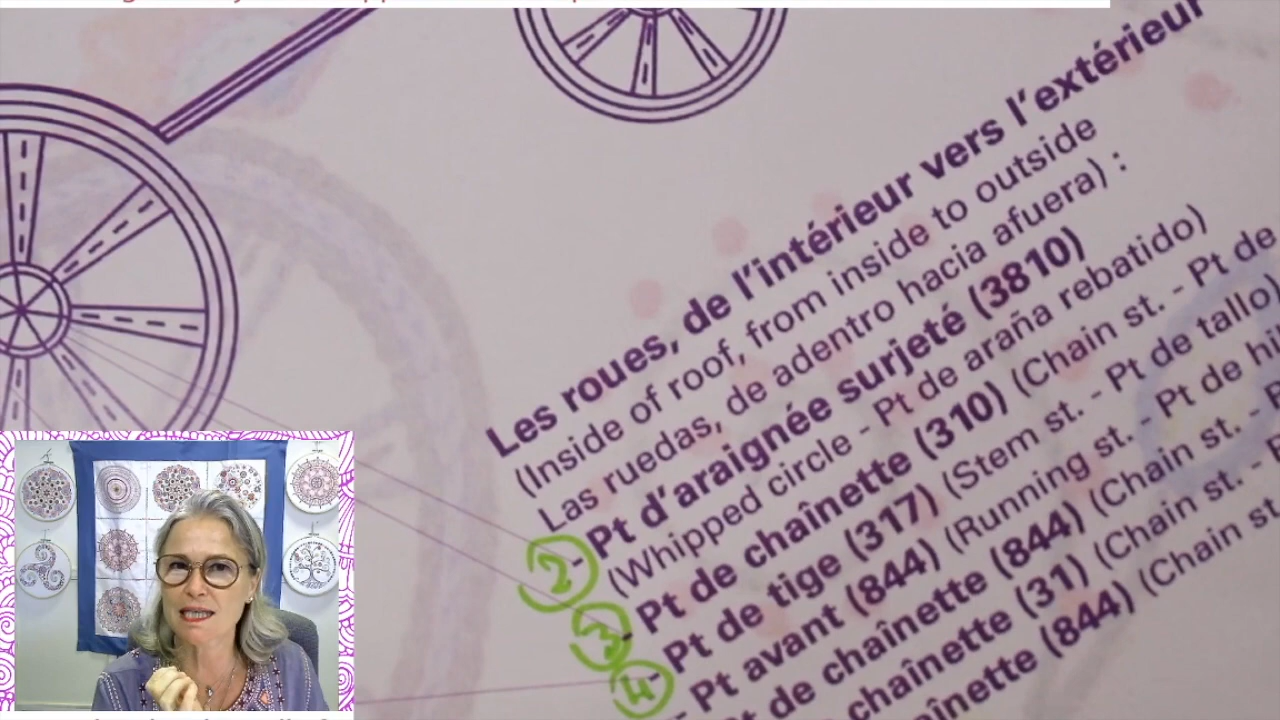 Les roues, de l'intérieur vers l'extérieur
(Inside of roof, from inside to outside
Las ruedas, de adentro hacia afuera) :
2 - Pt d'araignée surjeté (3810)
(Whipped circle - Pt de araña rebatido)
3 - Pt de chaînette (310) (Chain st. - Pt de
4 - Pt de tige (317) (Stem st. - Pt de tallo)
- Pt avant (844) (Running st. - Pt de
de chaînette (844) (Chain st. -
chaînette (31) (Chain st. -
(844) (Chain st